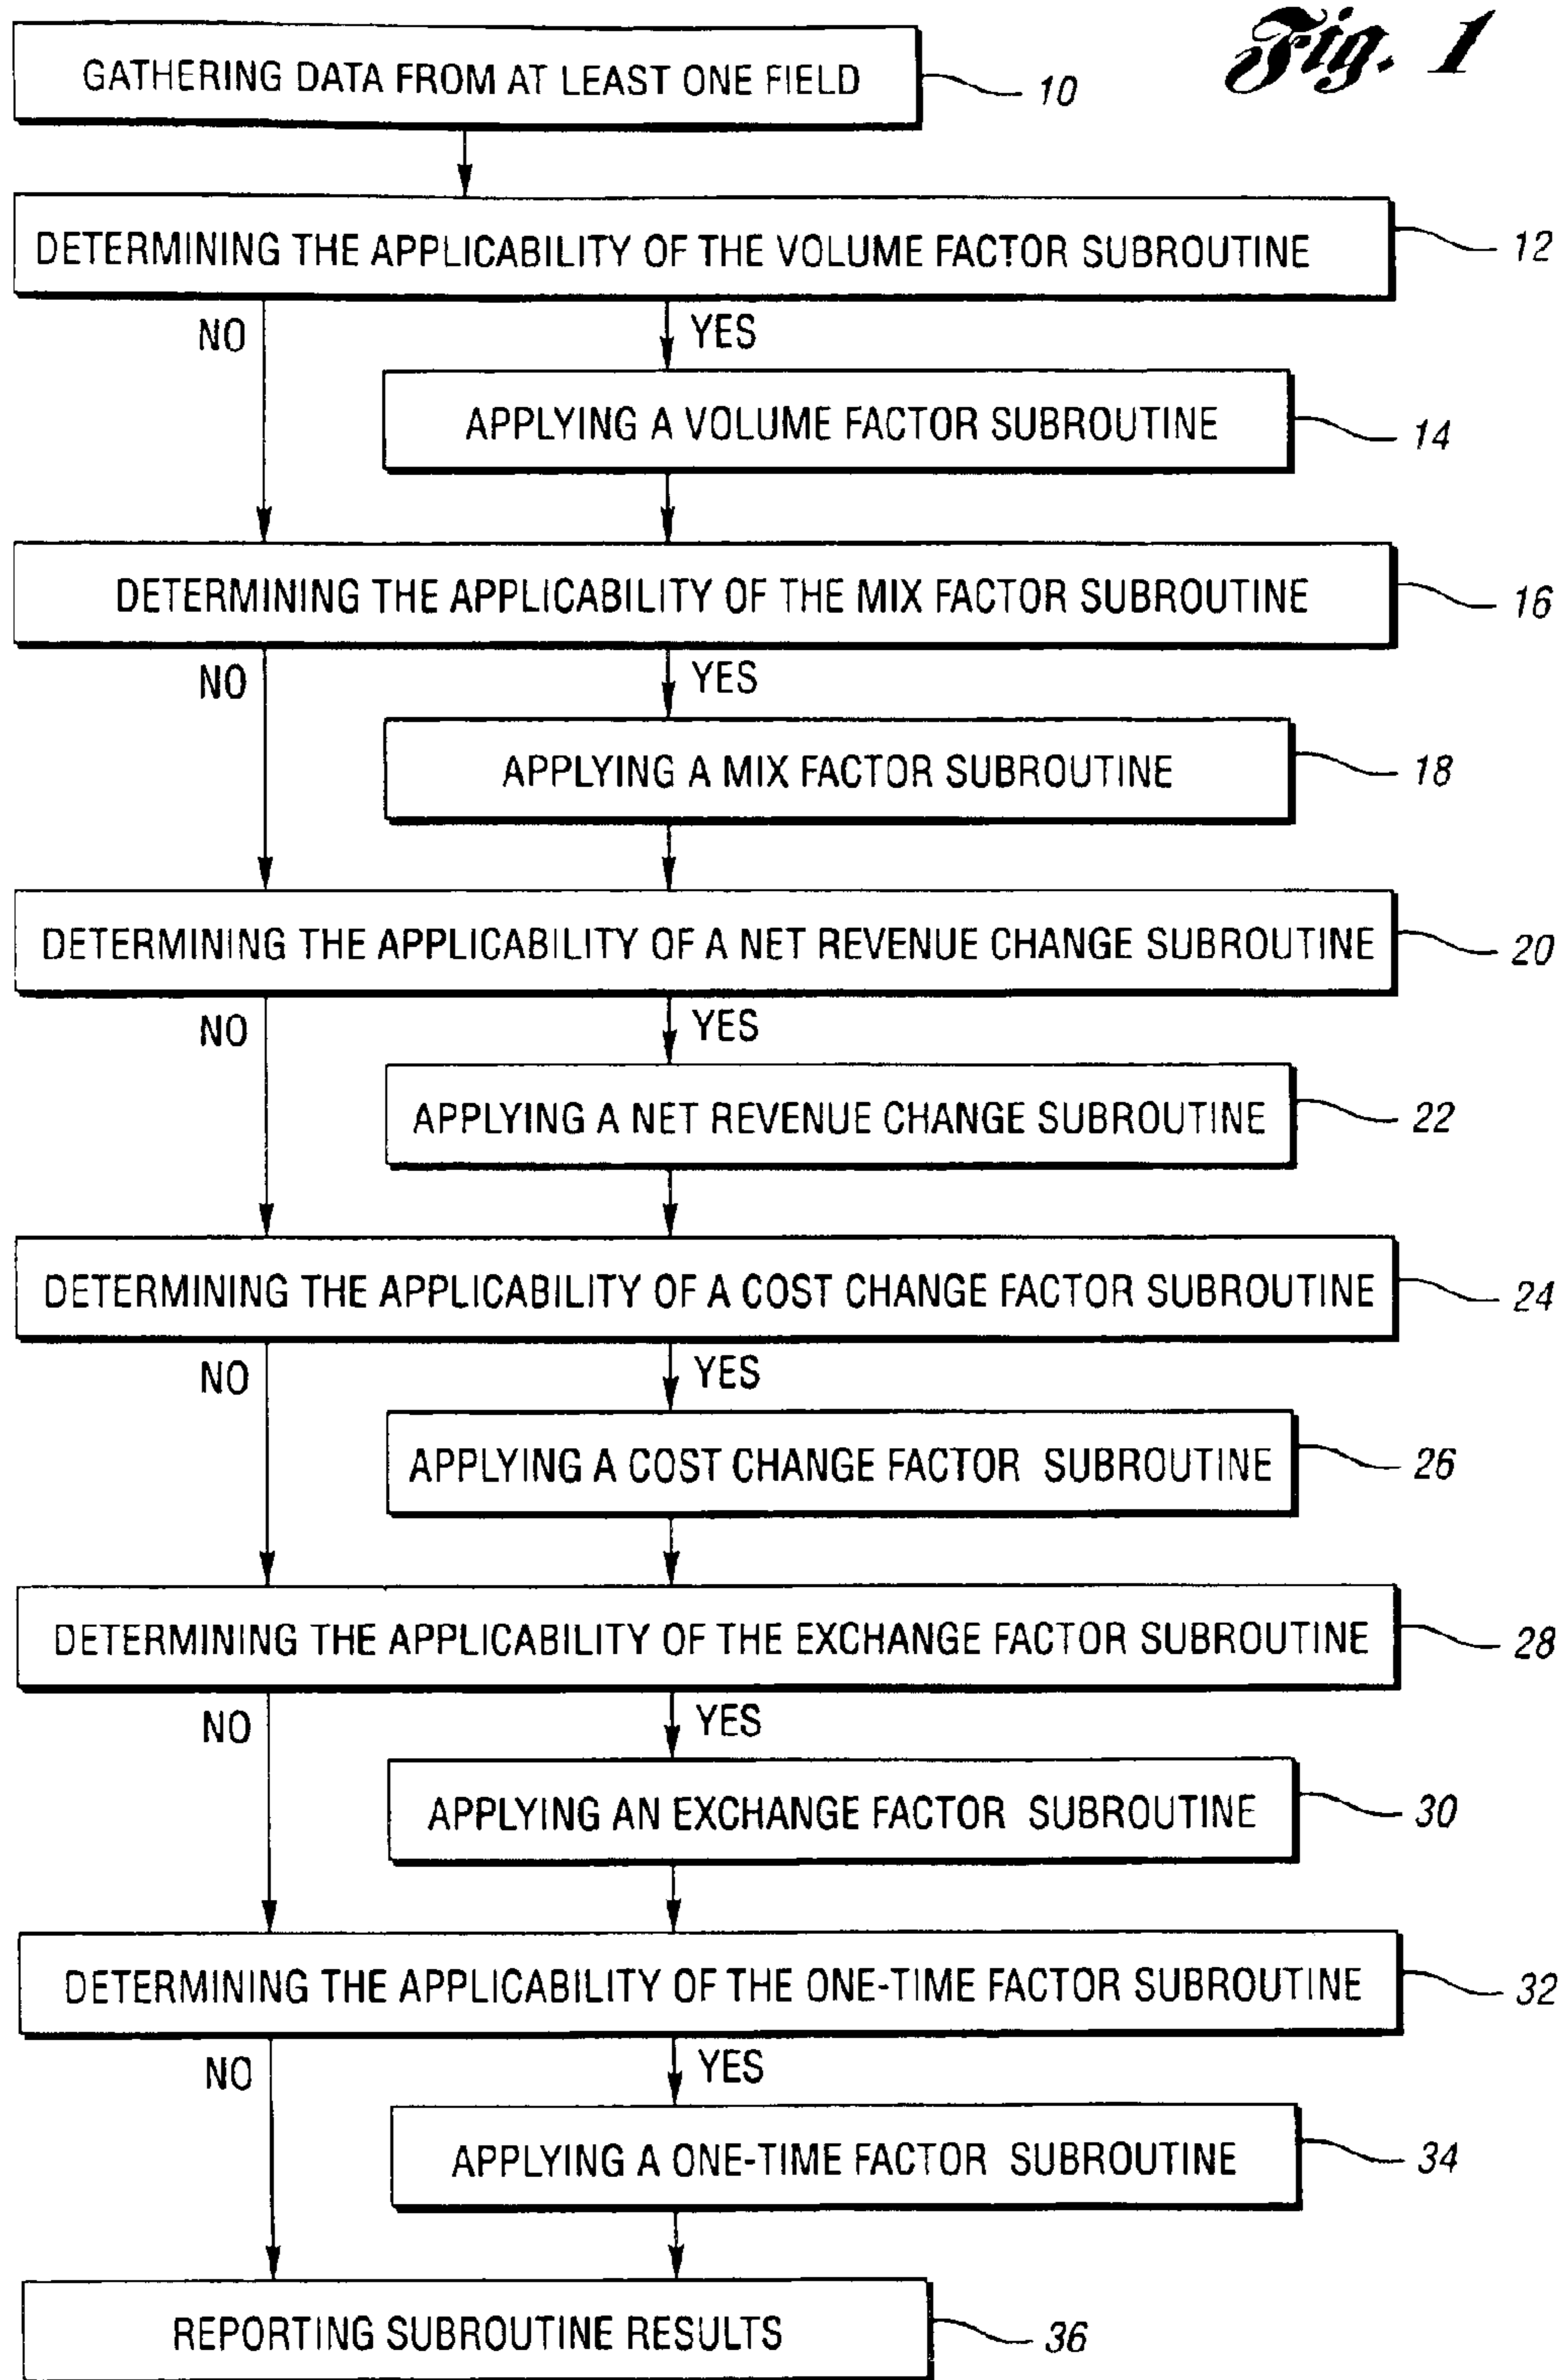 Fig. 1
GATHERING DATA FROM AT LEAST ONE FIELD
10
DETERMINING THE APPLICABILITY OF THE VOLUME FACTOR SUBROUTINE
12
NO
YES
APPLYING A VOLUME FACTOR SUBROUTINE
14
DETERMINING THE APPLICABILITY OF THE MIX FACTOR SUBROUTINE
16
NO
YES
APPLYING A MIX FACTOR SUBROUTINE
18
DETERMINING THE APPLICABILITY OF A NET REVENUE CHANGE SUBROUTINE
20
NO
YES
APPLYING A NET REVENUE CHANGE SUBROUTINE
22
DETERMINING THE APPLICABILITY OF A COST CHANGE FACTOR SUBROUTINE
24
NO
YES
APPLYING A COST CHANGE FACTOR SUBROUTINE
26
DETERMINING THE APPLICABILITY OF THE EXCHANGE FACTOR SUBROUTINE
28
NO
YES
APPLYING AN EXCHANGE FACTOR SUBROUTINE
30
DETERMINING THE APPLICABILITY OF THE ONE-TIME FACTOR SUBROUTINE
32
NO
YES
APPLYING A ONE-TIME FACTOR SUBROUTINE
34
REPORTING SUBROUTINE RESULTS
36